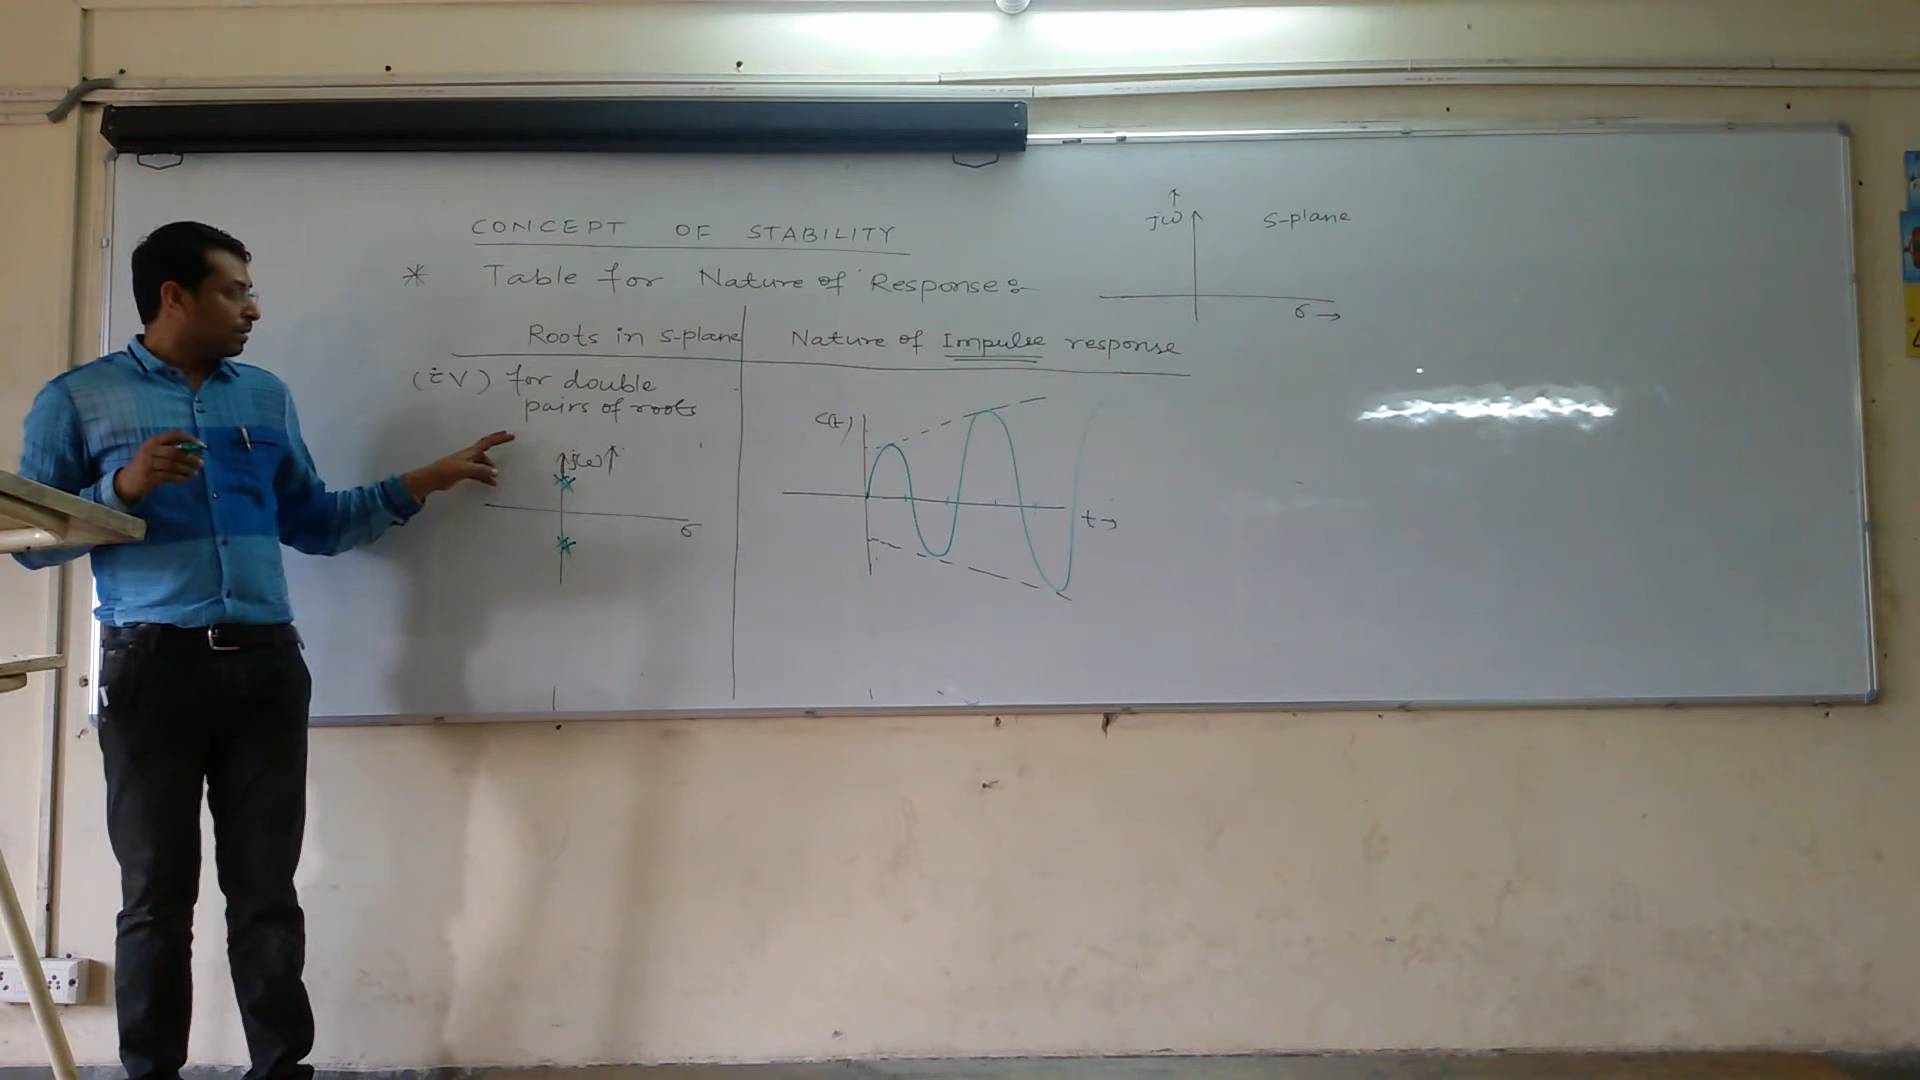 CONCEPT OF STABILITY
* Table for Nature of Response:-
jω
S-plane
σ →
Roots in s-plane
Nature of Impulse response
(iv) for double
pairs of roots
jω
σ
c(t)
t →